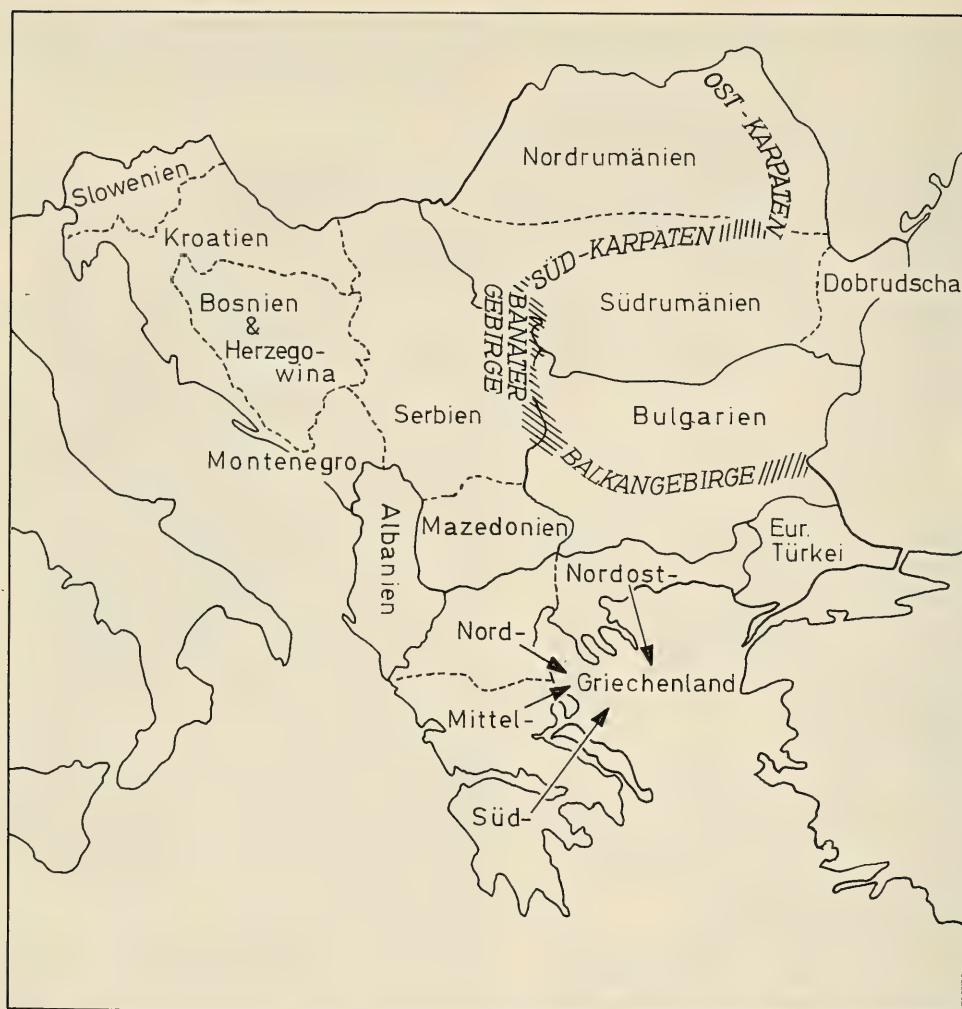 OST-KARPATEN
Nordrumänien
Slowenien
Kroatien
SÜD-KARPATEN
Bosnien
&
Herzego-
wina
BANATER
GEBIRGE
Südrumänien
Dobrudscha
Serbien
Bulgarien
Montenegro
BALKANGEBIRGE
Albanien
Mazedonien
Eur.
Türkei
Nordost-
Nord-
Griechenland
Mittel-
Süd-